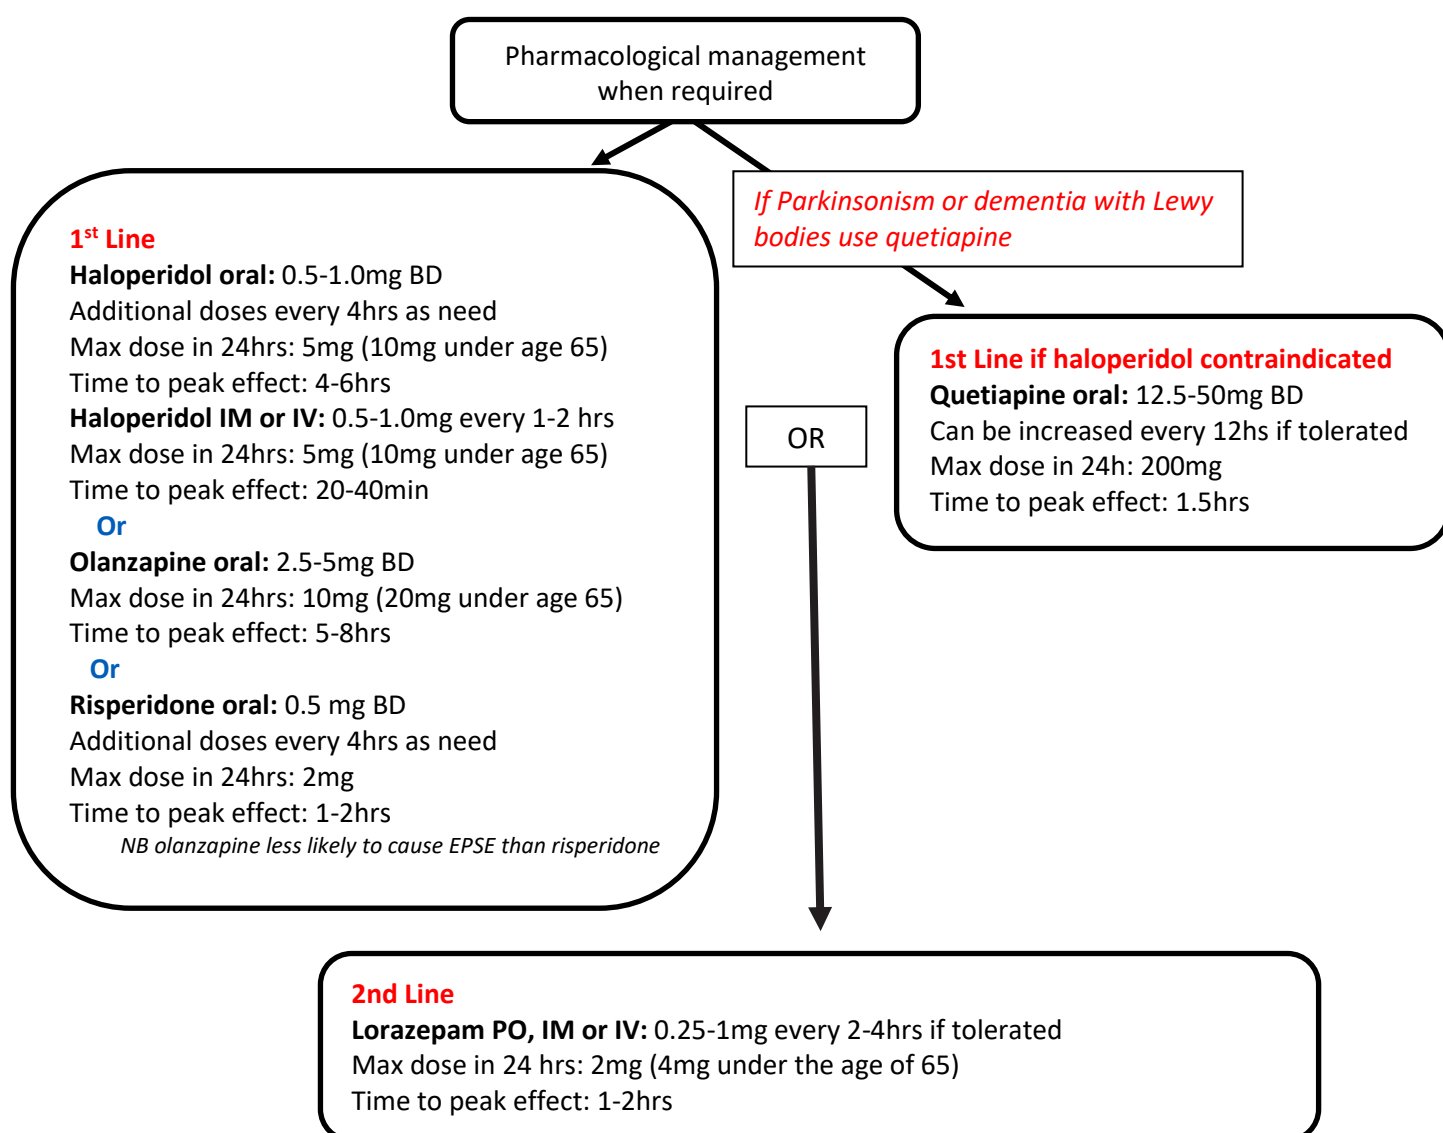 Pharmacological management
when required
If Parkinsonism or dementia with Lewy
bodies use quetiapine
1st Line
Haloperidol oral: 0.5-1.0mg BD
Additional doses every 4hrs as need
Max dose in 24hrs: 5mg (10mg under age 65)
Time to peak effect: 4-6hrs
Haloperidol IM or IV: 0.5-1.0mg every 1-2 hrs
Max dose in 24hrs: 5mg (10mg under age 65)
Time to peak effect: 20-40min
Or
Olanzapine oral: 2.5-5mg BD
Max dose in 24hrs: 10mg (20mg under age 65)
Time to peak effect: 5-8hrs
Or
Risperidone oral: 0.5 mg BD
Additional doses every 4hrs as need
Max dose in 24hrs: 2mg
Time to peak effect: 1-2hrs
NB olanzapine less likely to cause EPSE than risperidone
OR
1st Line if haloperidol contraindicated
Quetiapine oral: 12.5-50mg BD
Can be increased every 12hs if tolerated
Max dose in 24h: 200mg
Time to peak effect: 1.5hrs
2nd Line
Lorazepam PO, IM or IV: 0.25-1mg every 2-4hrs if tolerated
Max dose in 24 hrs: 2mg (4mg under the age of 65)
Time to peak effect: 1-2hrs